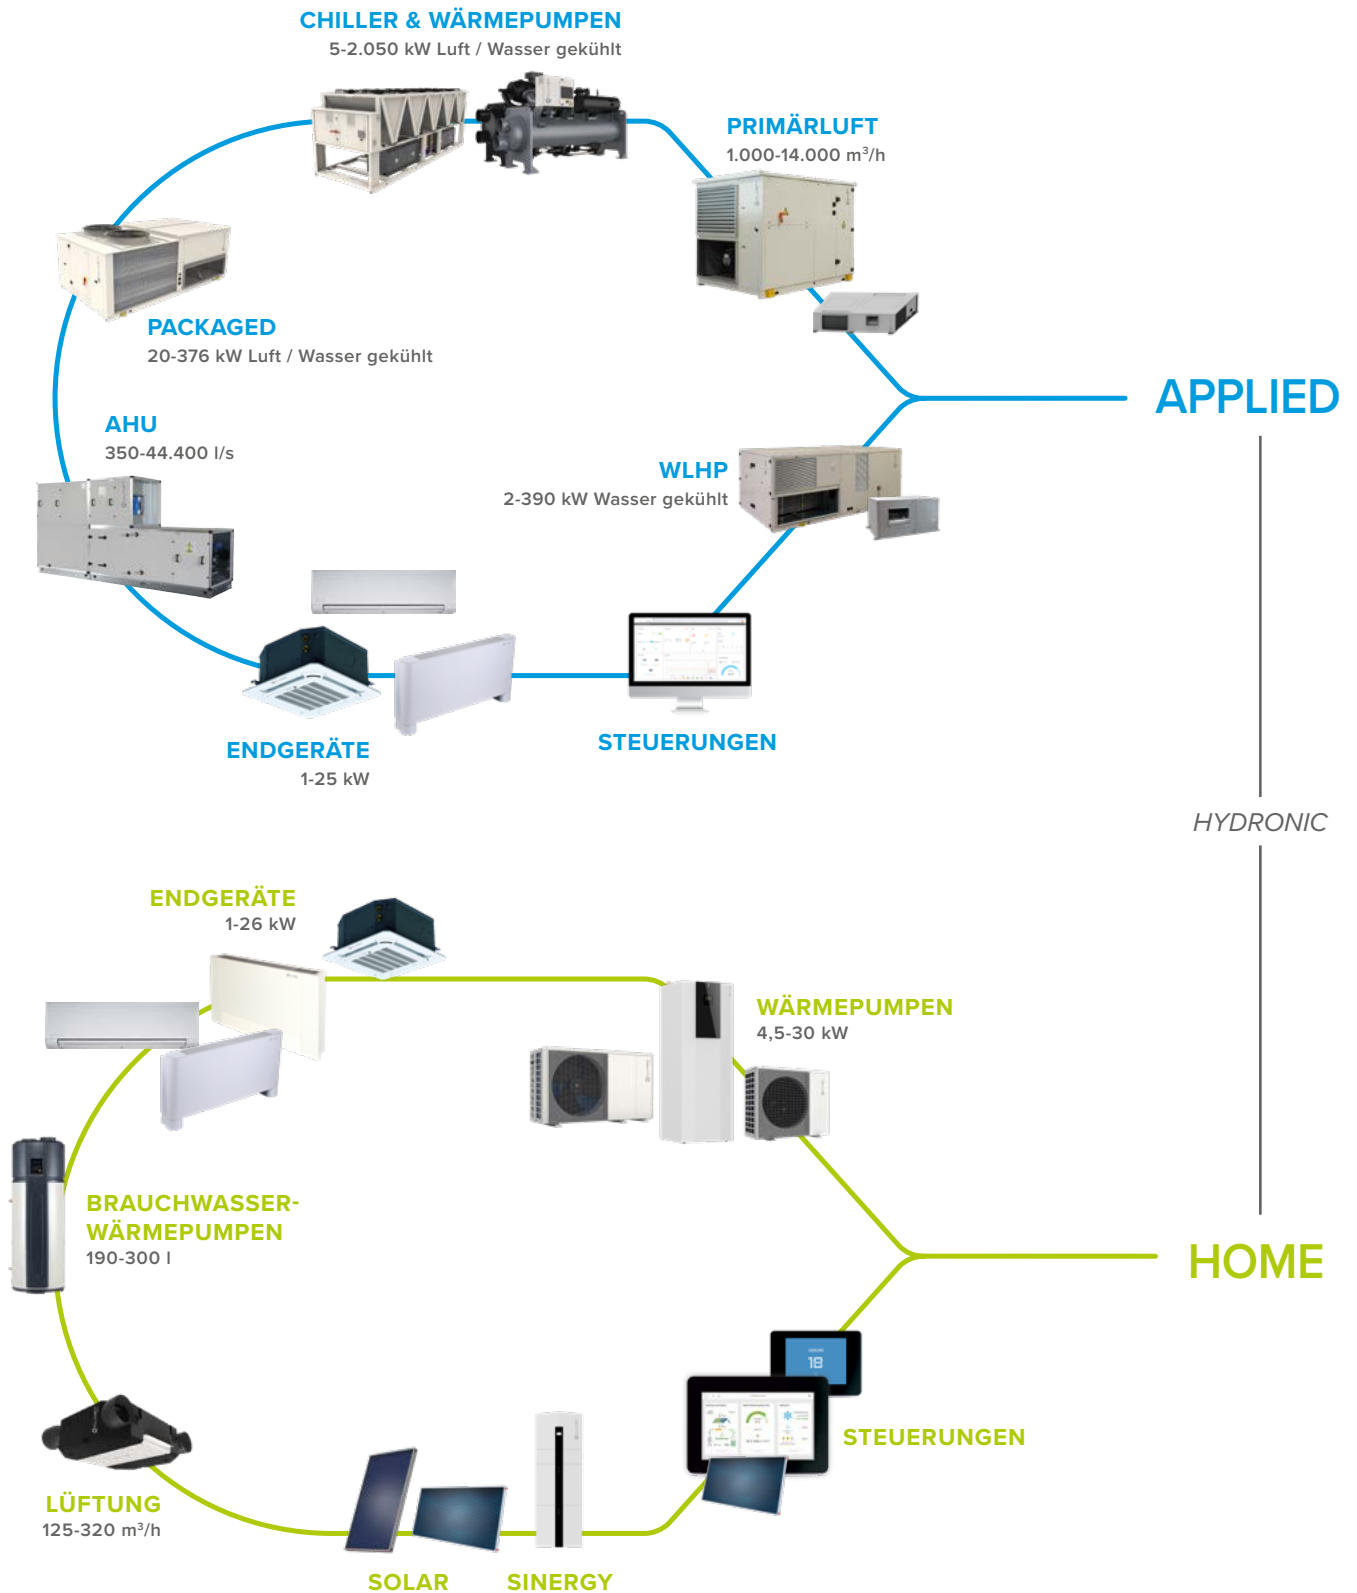 CHILLER & WÄRMEPUMPEN
5-2.050 kW Luft / Wasser gekühlt
PRIMÄRLUFT
1.000-14.000 m³/h
PACKAGED
20-376 kW Luft / Wasser gekühlt
APPLIED
AHU
350-44.400 l/s
WLHP
2-390 kW Wasser gekühlt
ENDGERÄTE
1-25 kW
STEUERUNGEN
HYDRONIC
ENDGERÄTE
1-26 kW
WÄRMEPUMPEN
4,5-30 kW
BRAUCHWASSER-
WÄRMEPUMPEN
190-300 l
HOME
18
STEUERUNGEN
LÜFTUNG
125-320 m³/h
SOLAR
SINERGY